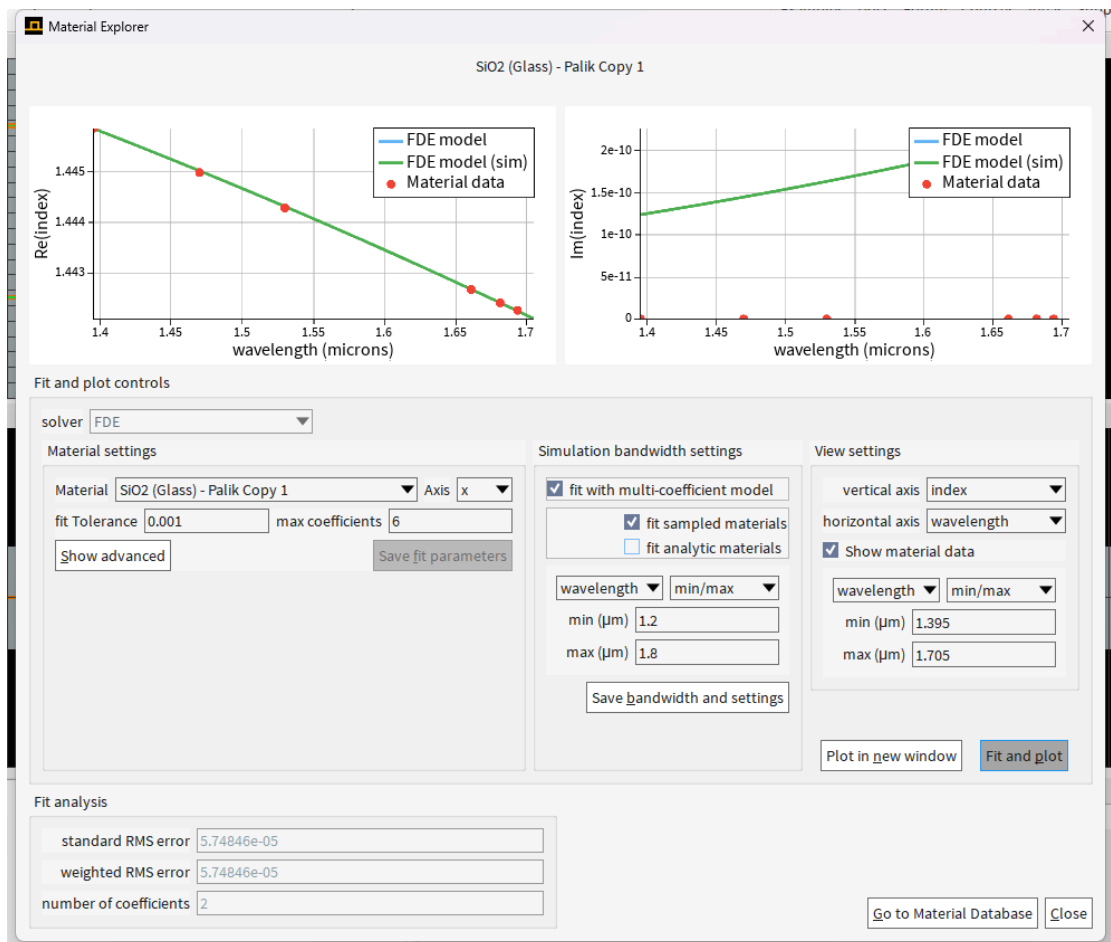 Material Explorer
SiO2 (Glass) - Palik Copy 1
FDE model
FDE model (sim)
Material data
Re(index)
1.445
1.444
1.443
1.4 1.45 1.5 1.55 1.6 1.65 1.7
wavelength (microns)
FDE model
FDE model (sim)
Material data
Im(index)
2e-10
1.5e-10
1e-10
5e-11
0
1.4 1.45 1.5 1.55 1.6 1.65 1.7
wavelength (microns)
Fit and plot controls
solver FDE
Material settings
Material SiO2 (Glass) - Palik Copy 1 Axis x
fit Tolerance 0.001 max coefficients 6
Show advanced Save fit parameters
Simulation bandwidth settings
fit with multi-coefficient model
fit sampled materials
fit analytic materials
wavelength min/max
min (μm) 1.2
max (μm) 1.8
Save bandwidth and settings
View settings
vertical axis index
horizontal axis wavelength
Show material data
wavelength min/max
min (μm) 1.395
max (μm) 1.705
Plot in new window Fit and plot
Fit analysis
standard RMS error 5.74846e-05
weighted RMS error 5.74846e-05
number of coefficients 2
Go to Material Database Close